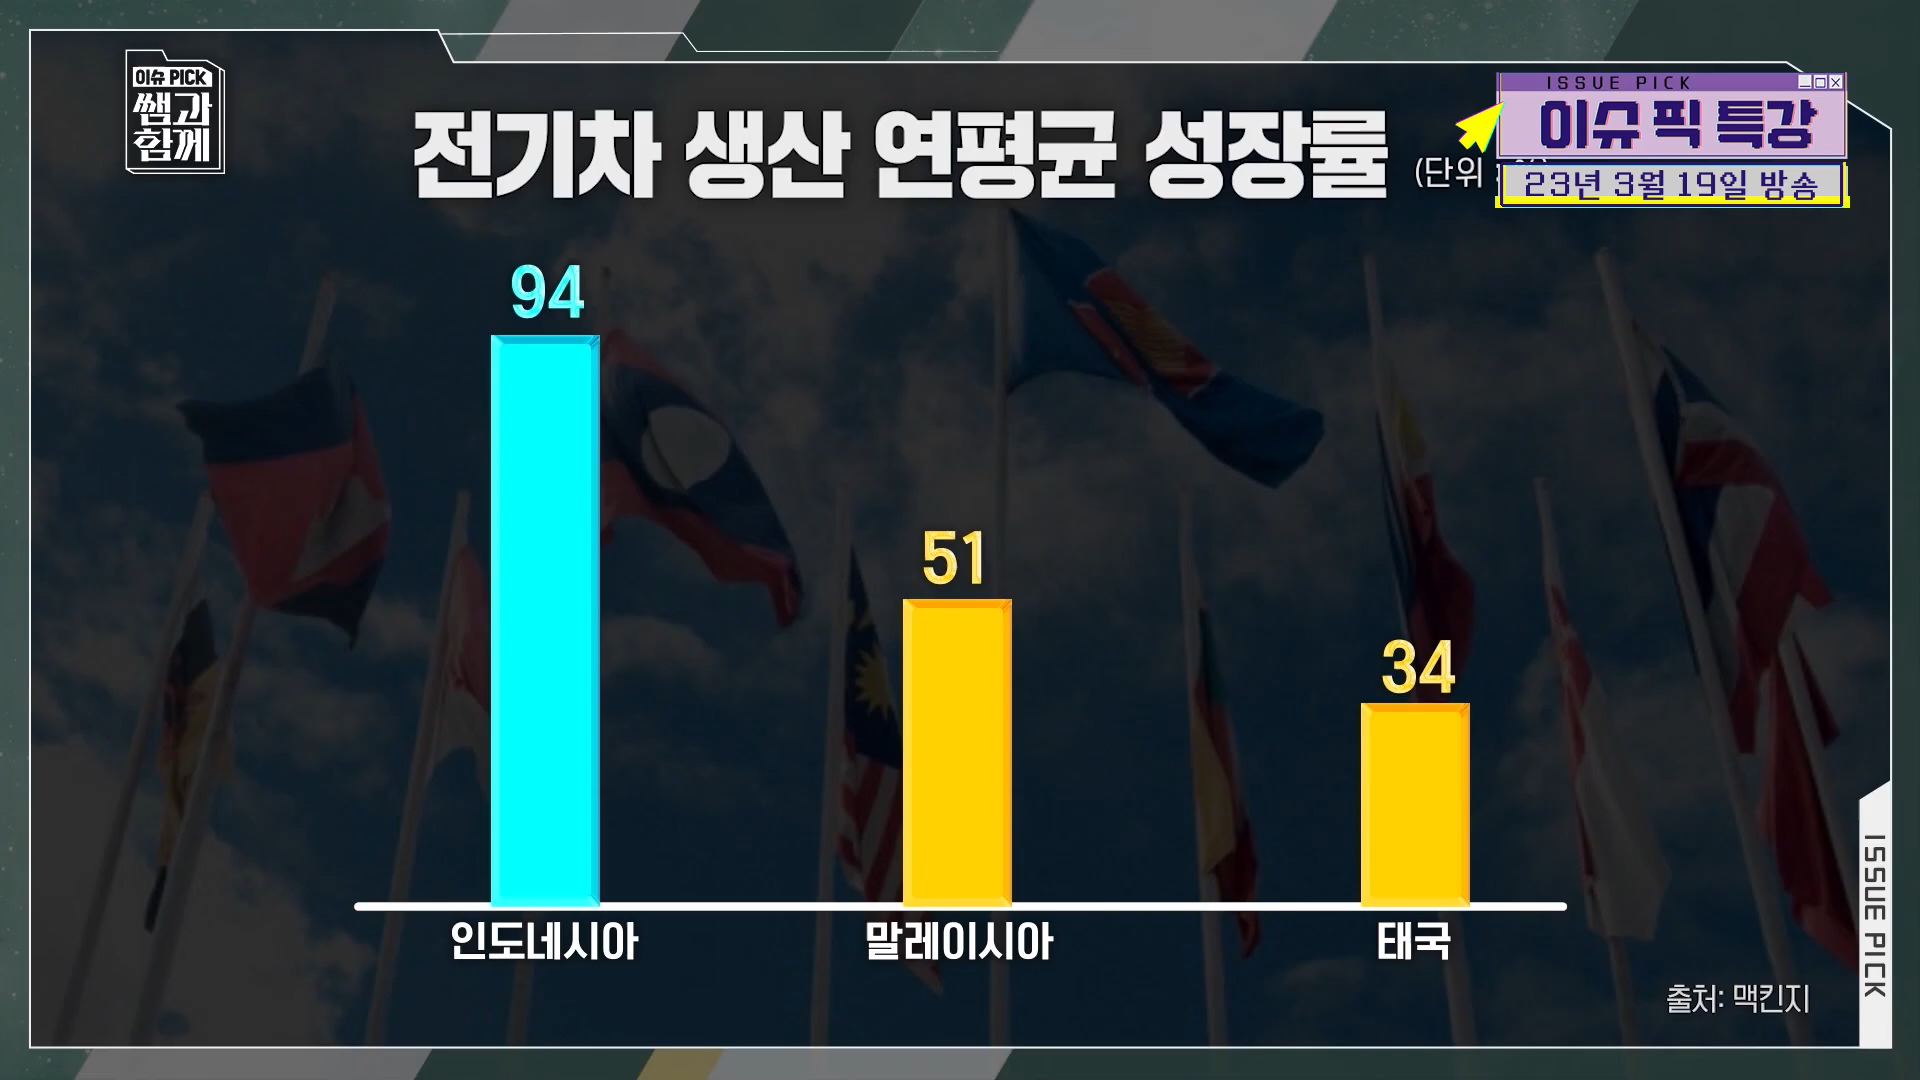 이슈 PICK
쌤과
함께
전기차 생산 연평균 성장률
(단위
ISSUE PICK
이슈 픽 특강
23년 3월 19일 방송
94
51
34
인도네시아
말레이시아
태국
출처: 맥킨지
ISSUE PICK